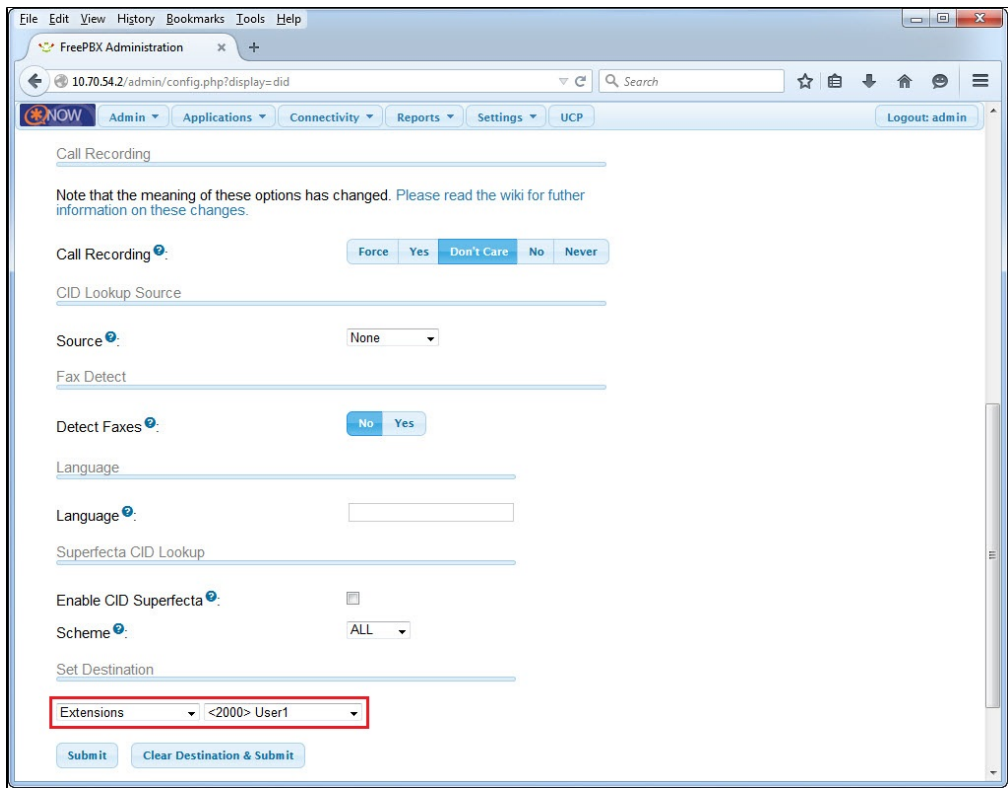 File Edit View History Bookmarks Tools Help
FreePBX Administration
10.70.54.2/admin/config.php?display=did
Search
NOW Admin Applications Connectivity Reports Settings UCP Logout: admin
Call Recording
Note that the meaning of these options has changed. Please read the wiki for futher
information on these changes.
Call Recording?: Force Yes Don't Care No Never
CID Lookup Source
Source?: None
Fax Detect
Detect Faxes?: No Yes
Language
Language?:
Superfecta CID Lookup
Enable CID Superfecta?:
Scheme?: ALL
Set Destination
Extensions <2000> User1
Submit Clear Destination & Submit